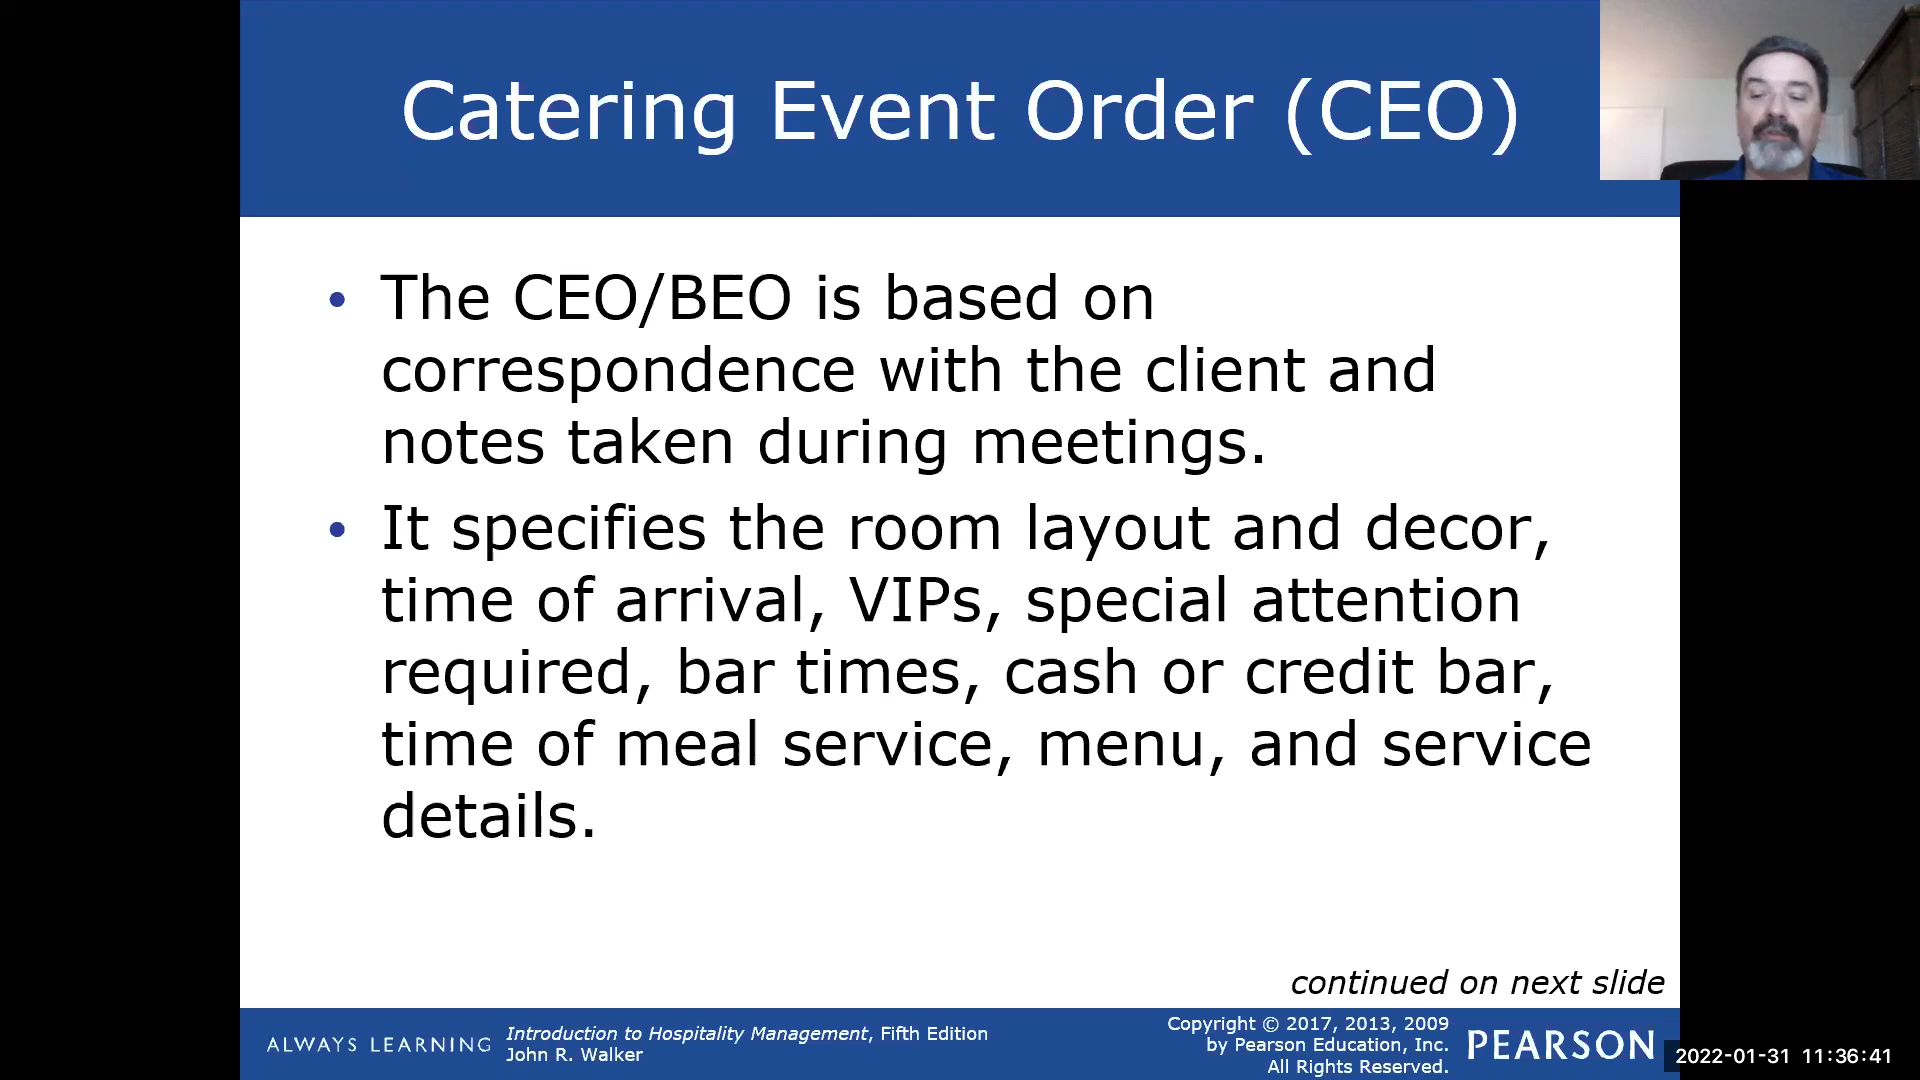 Catering Event Order (CEO)
• The CEO/BEO is based on
correspondence with the client and
notes taken during meetings.
• It specifies the room layout and decor,
time of arrival, VIPs, special attention
required, bar times, cash or credit bar,
time of meal service, menu, and service
details.
continued on next slide
ALWAYS LEARNING
Introduction to Hospitality Management, Fifth Edition
John R. Walker
Copyright © 2017, 2013, 2009
by Pearson Education, Inc.
All Rights Reserved.
PEARSON
2022-01-31 11:36:41